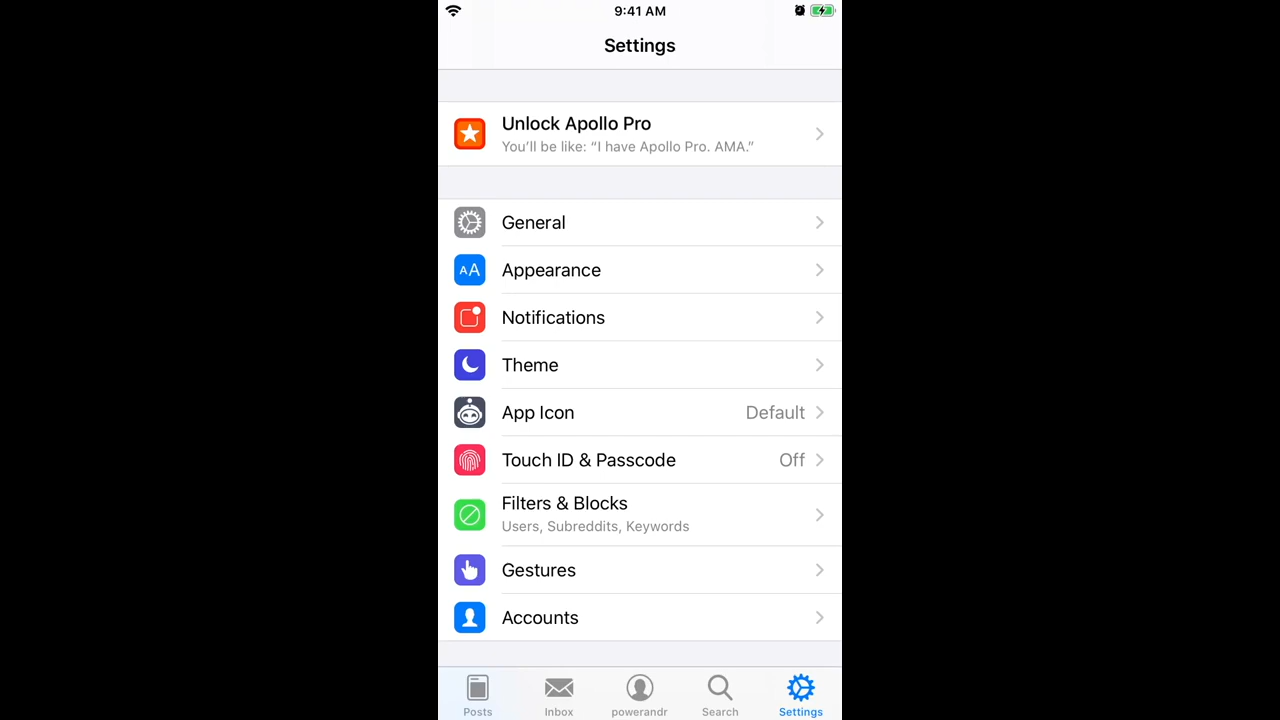 9:41 AM
Settings
Unlock Apollo Pro
You'll be like: “I have Apollo Pro. AMA.”
General
AA Appearance
Notifications
Theme
App Icon Default
Touch ID & Passcode Off
Filters & Blocks
Users, Subreddits, Keywords
Gestures
Accounts
Posts Inbox powerandr Search Settings